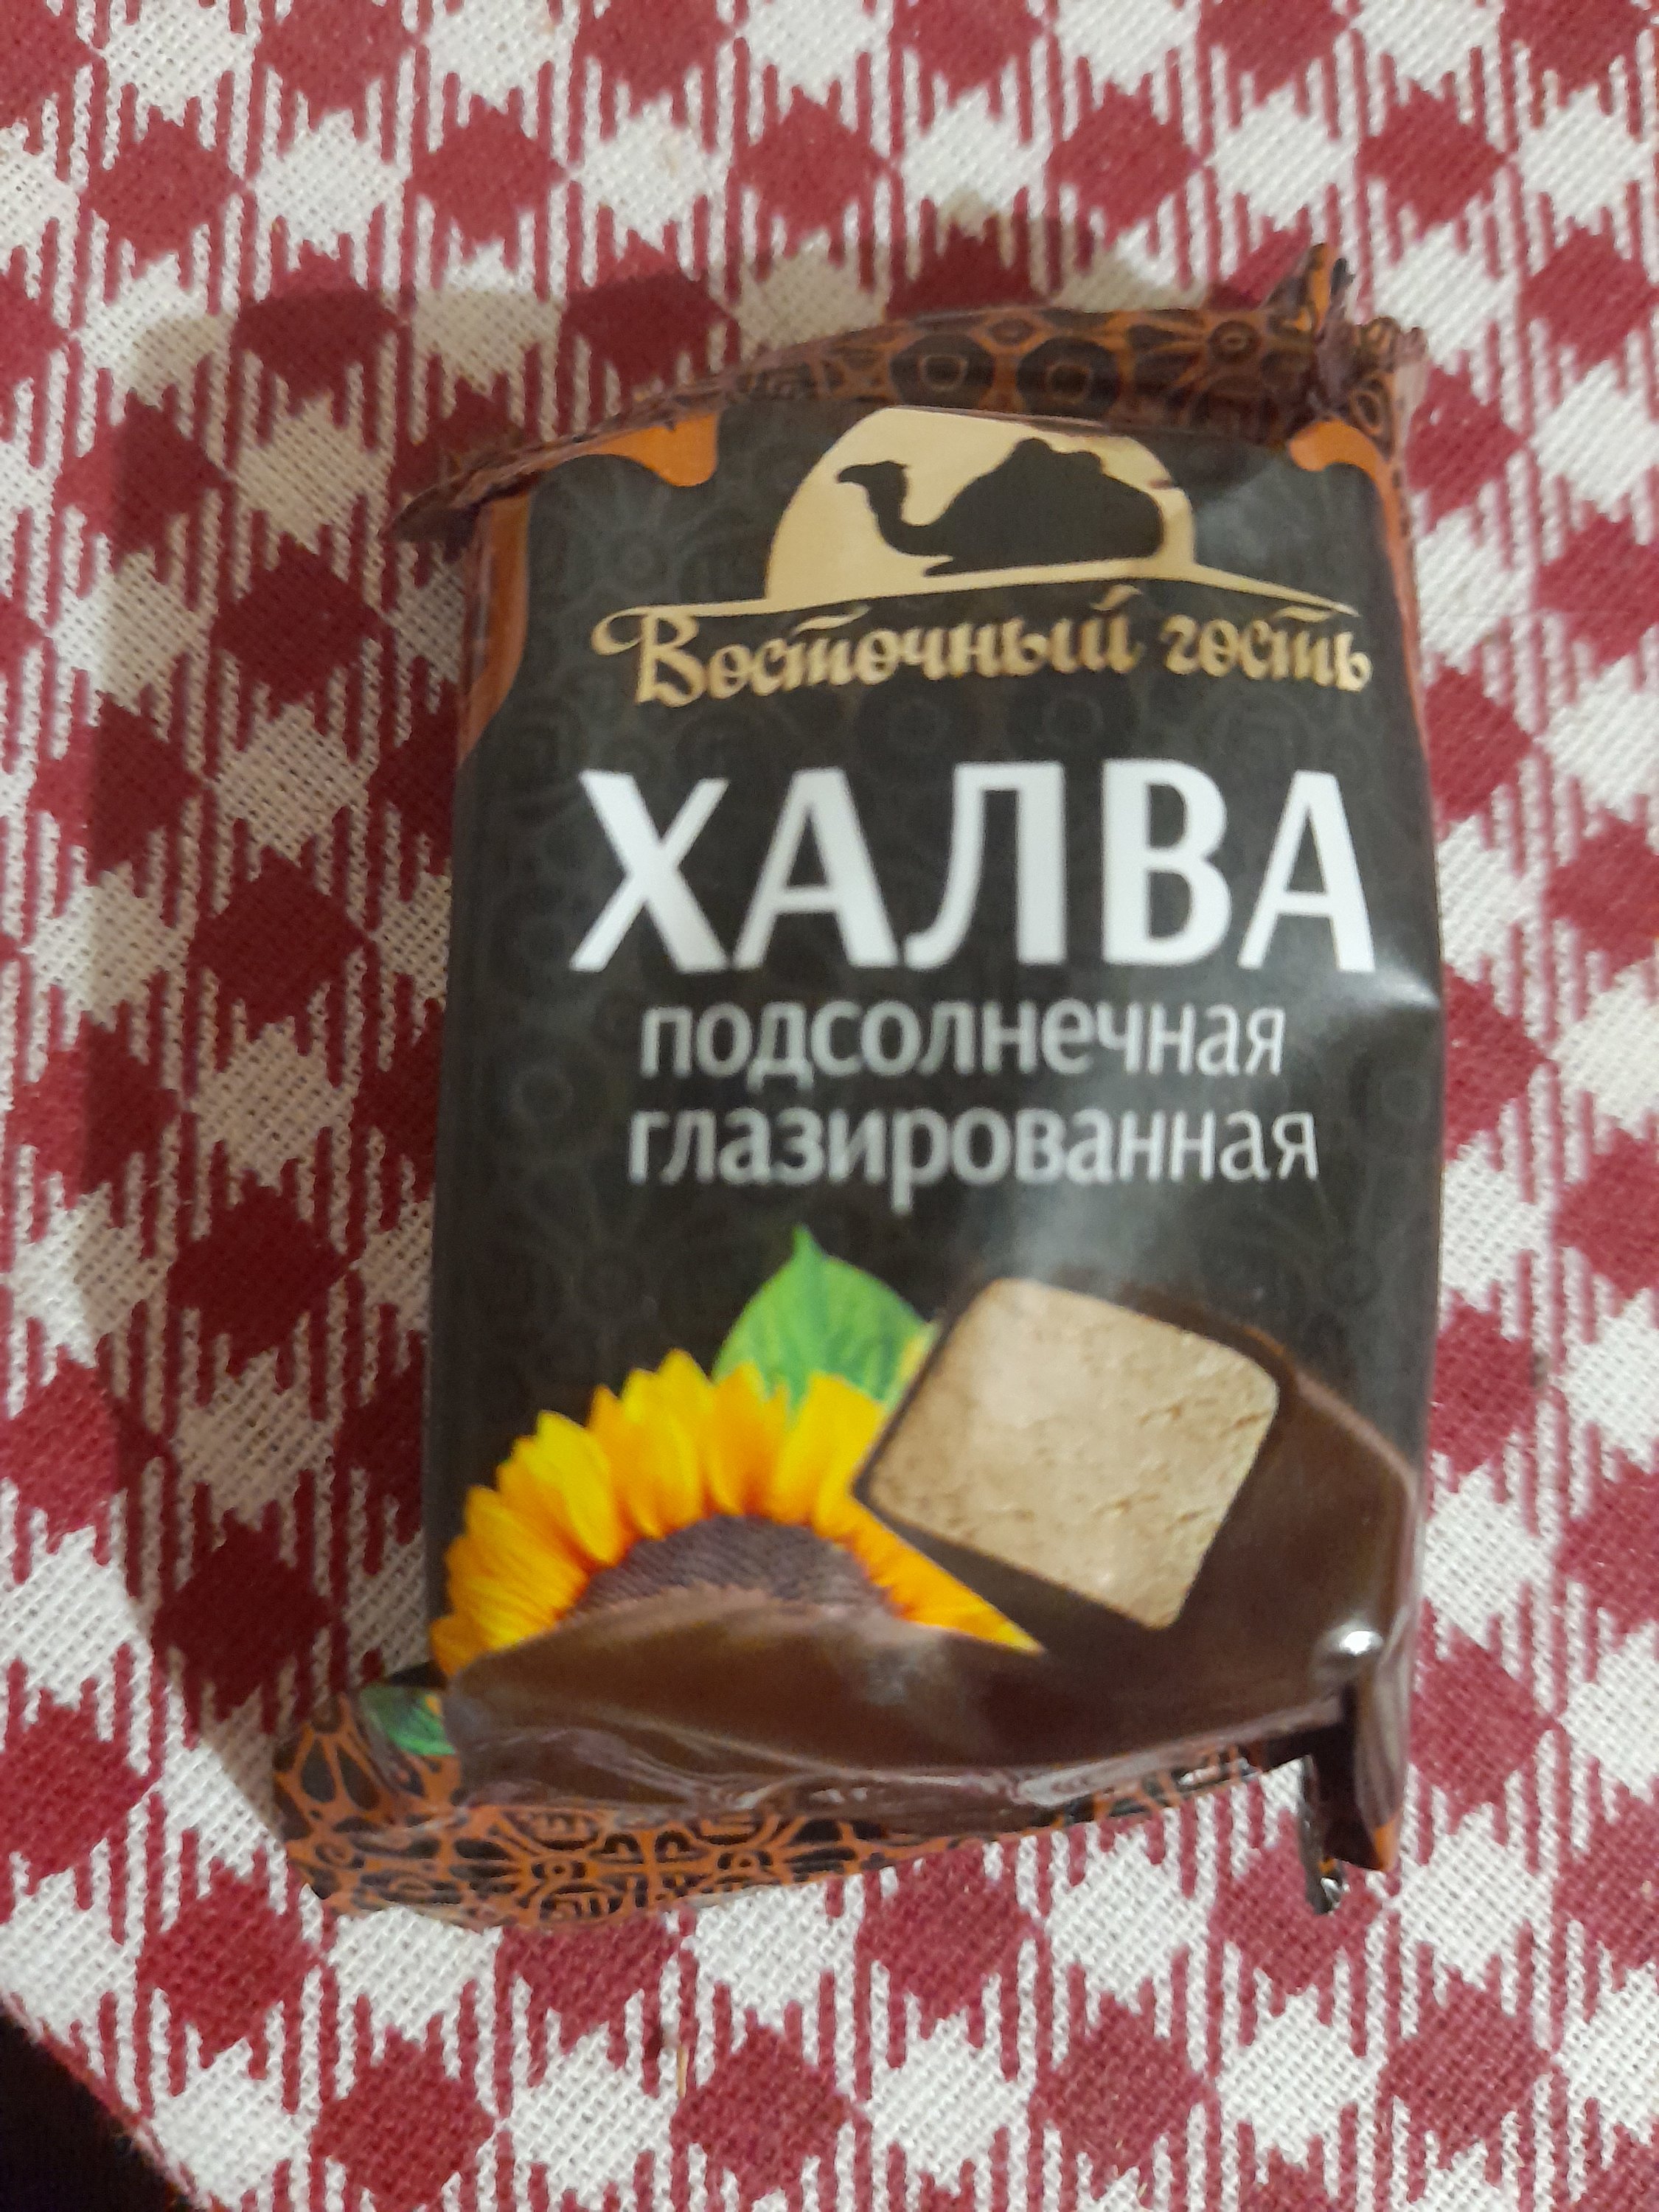 Восточный гость
ХАЛВА
подсолнечная
глазированная